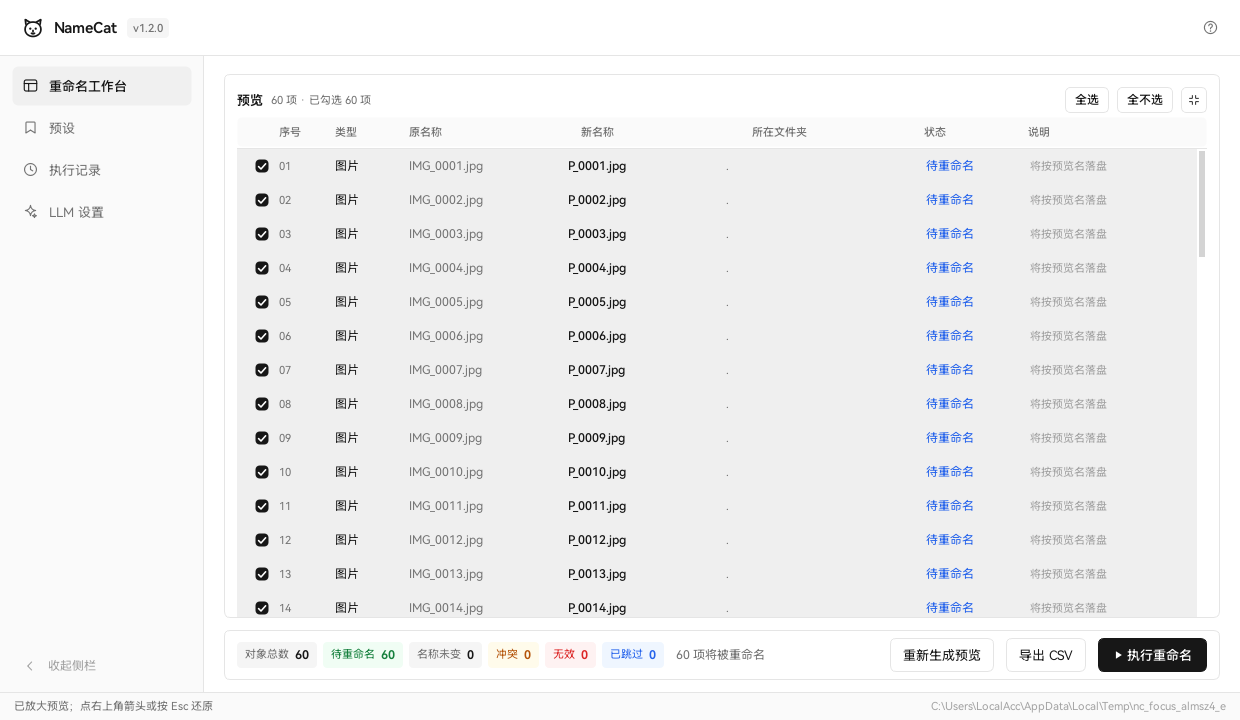 NameCat v1.2.0
重命名工作台
预设
执行记录
LLM 设置
收起侧栏
预览 60 项 · 已勾选 60 项 全选 全不选
序号 类型 原名称 新名称 所在文件夹 状态 说明
01 图片 IMG_0001.jpg P_0001.jpg . 待重命名 将按预览名落盘
02 图片 IMG_0002.jpg P_0002.jpg . 待重命名 将按预览名落盘
03 图片 IMG_0003.jpg P_0003.jpg . 待重命名 将按预览名落盘
04 图片 IMG_0004.jpg P_0004.jpg . 待重命名 将按预览名落盘
05 图片 IMG_0005.jpg P_0005.jpg . 待重命名 将按预览名落盘
06 图片 IMG_0006.jpg P_0006.jpg . 待重命名 将按预览名落盘
07 图片 IMG_0007.jpg P_0007.jpg . 待重命名 将按预览名落盘
08 图片 IMG_0008.jpg P_0008.jpg . 待重命名 将按预览名落盘
09 图片 IMG_0009.jpg P_0009.jpg . 待重命名 将按预览名落盘
10 图片 IMG_0010.jpg P_0010.jpg . 待重命名 将按预览名落盘
11 图片 IMG_0011.jpg P_0011.jpg . 待重命名 将按预览名落盘
12 图片 IMG_0012.jpg P_0012.jpg . 待重命名 将按预览名落盘
13 图片 IMG_0013.jpg P_0013.jpg . 待重命名 将按预览名落盘
14 图片 IMG_0014.jpg P_0014.jpg . 待重命名 将按预览名落盘
对象总数 60 待重命名 60 名称未变 0 冲突 0 无效 0 已跳过 0 60 项将被重命名 重新生成预览 导出 CSV 执行重命名
已放大预览；点右上角箭头或按 Esc 还原 C:\Users\LocalAcc\AppData\Local\Temp\nc_focus_almsz4_e